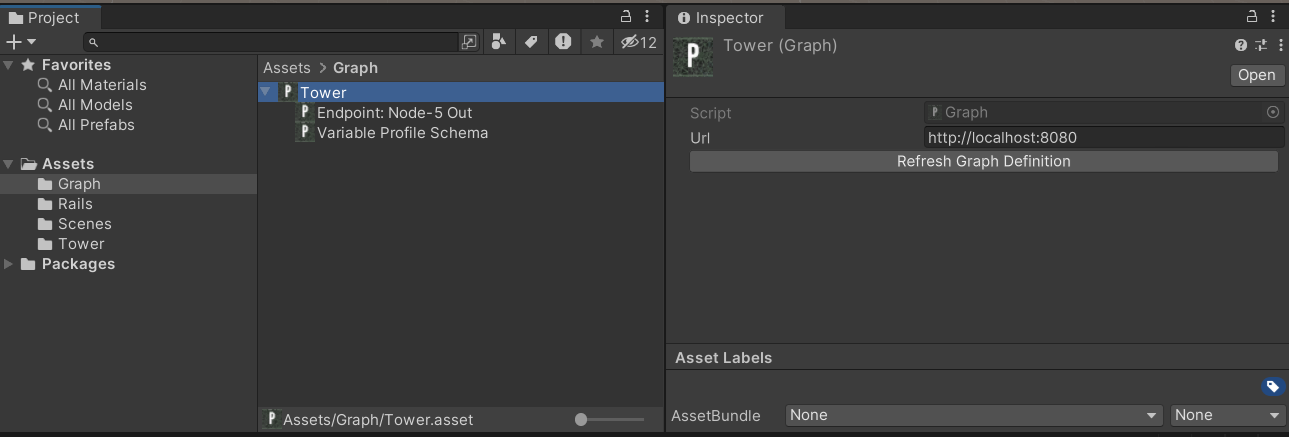 Project
12
Favorites
All Materials
All Models
All Prefabs
Assets
Graph
Rails
Scenes
Tower
Packages
Assets > Graph
P Tower
P Endpoint: Node-5 Out
P Variable Profile Schema
P Assets/Graph/Tower.asset
Inspector
P Tower (Graph)
Open
Script P Graph
Url http://localhost:8080
Refresh Graph Definition
Asset Labels
AssetBundle None None